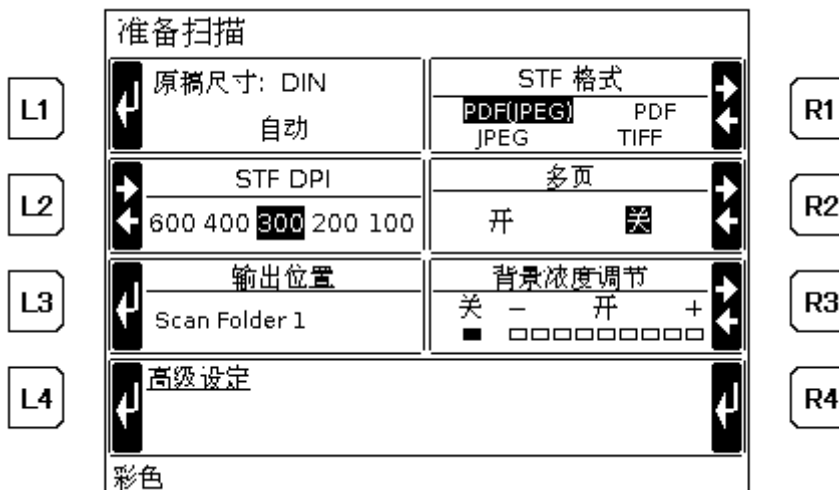 准备扫描
L1
原稿尺寸: DIN
自动
STF 格式
PDF(JPEG) PDF
JPEG TIFF
R1
L2
STF DPI
600 400 300 200 100
多页
开 关
R2
L3
输出位置
Scan Folder 1
背景浓度调节
关 − 开 +
R3
L4
高级设定
R4
彩色